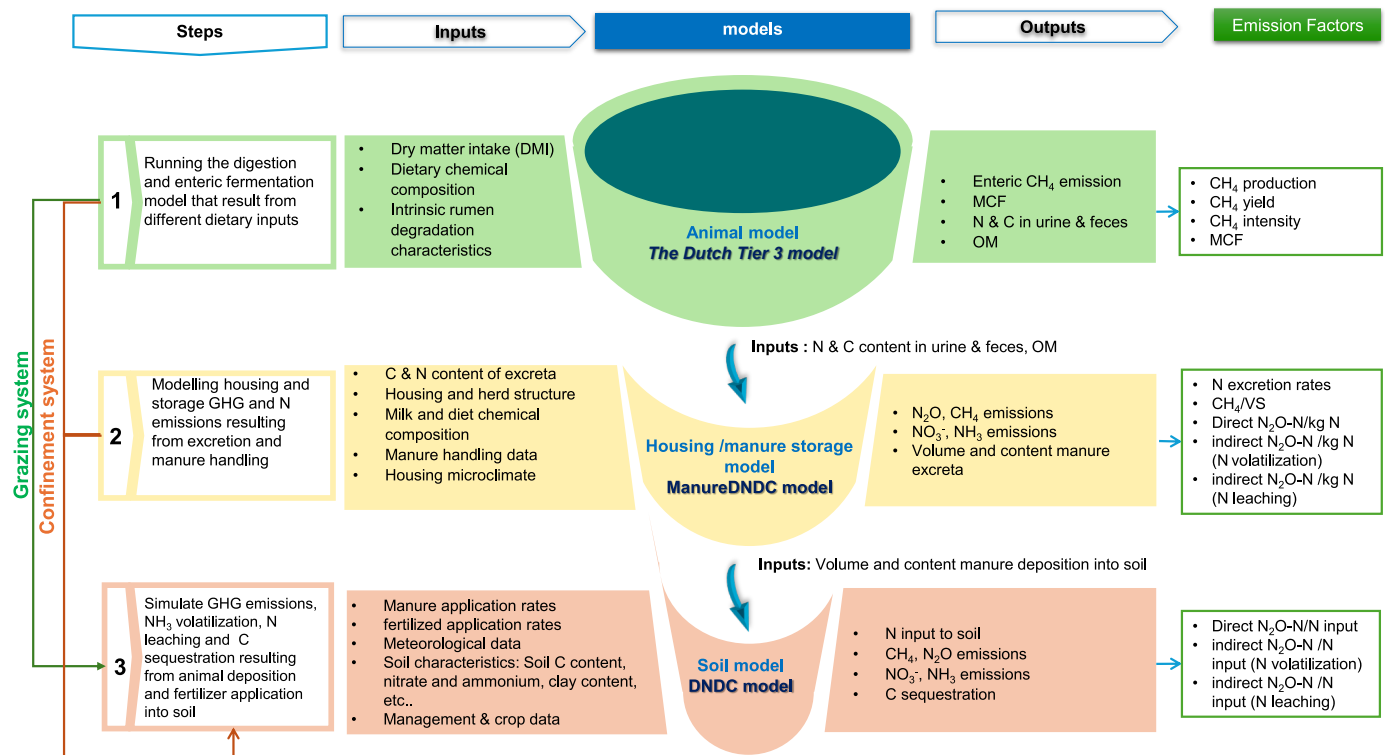 Steps
Inputs
models
Outputs
Emission Factors
Grazing system
Confinement system
1
Running the digestion
and enteric fermentation
model that result from
different dietary inputs
• Dry matter intake (DMI)
• Dietary chemical
composition
• Intrinsic rumen
degradation
characteristics
Animal model
The Dutch Tier 3 model
• Enteric CH₄ emission
• MCF
• N & C in urine & feces
• OM
• CH₄ production
• CH₄ yield
• CH₄ intensity
• MCF
Inputs : N & C content in urine & feces, OM
2
Modelling housing and
storage GHG and N
emissions resulting
from excretion and
manure handling
• C & N content of excreta
• Housing and herd structure
• Milk and diet chemical
composition
• Manure handling data
• Housing microclimate
Housing /manure storage
model
ManureDNDC model
• N₂O, CH₄ emissions
• NO₃⁻, NH₃ emissions
• Volume and content manure
excreta
• N excretion rates
• CH₄/VS
• Direct N₂O-N/kg N
• indirect N₂O-N /kg N
(N volatilization)
• indirect N₂O-N /kg N
(N leaching)
Inputs: Volume and content manure deposition into soil
3
Simulate GHG emissions,
NH₃ volatilization, N
leaching and C
sequestration resulting
from animal deposition
and fertilizer application
into soil
• Manure application rates
• fertilized application rates
• Meteorological data
• Soil characteristics: Soil C content,
nitrate and ammonium, clay content,
etc..
• Management & crop data
Soil model
DNDC model
• N input to soil
• CH₄, N₂O emissions
• NO₃⁻, NH₃ emissions
• C sequestration
• Direct N₂O-N/N input
• indirect N₂O-N /N
input (N volatilization)
• indirect N₂O-N /N
input (N leaching)